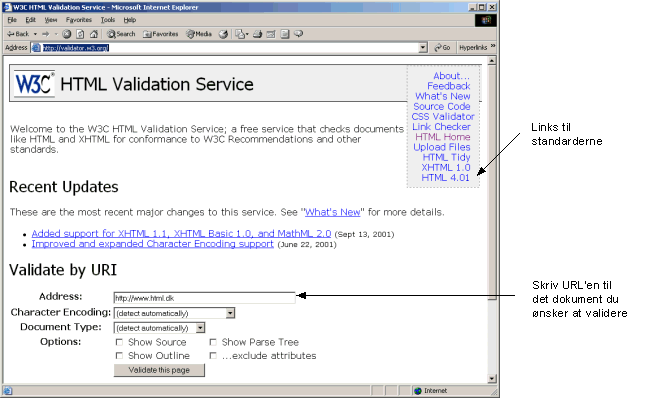 W3C HTML Validation Service - Microsoft Internet Explorer
File Edit View Favorites Tools Help
Back Search Favorites Media
Address http://validator.w3.org/ Go Hyperlinks »
W3C® HTML Validation Service
About...
Feedback
What's New
Source Code
CSS Validator
Link Checker
HTML Home
Upload Files
HTML Tidy
XHTML 1.0
HTML 4.01
Links til
standarderne
Welcome to the W3C HTML Validation Service; a free service that checks documents
like HTML and XHTML for conformance to W3C Recommendations and other
standards.
Recent Updates
These are the most recent major changes to this service. See "What's New" for more details.
• Added support for XHTML 1.1, XHTML Basic 1.0, and MathML 2.0 (Sept 13, 2001)
• Improved and expanded Character Encoding support (June 22, 2001)
Validate by URI
Address: http://www.html.dk
Character Encoding: (detect automatically)
Document Type: (detect automatically)
Options: Show Source Show Parse Tree
Show Outline ...exclude attributes
Validate this page
Skriv URL'en til
det dokument du
ønsker at validere
Internet